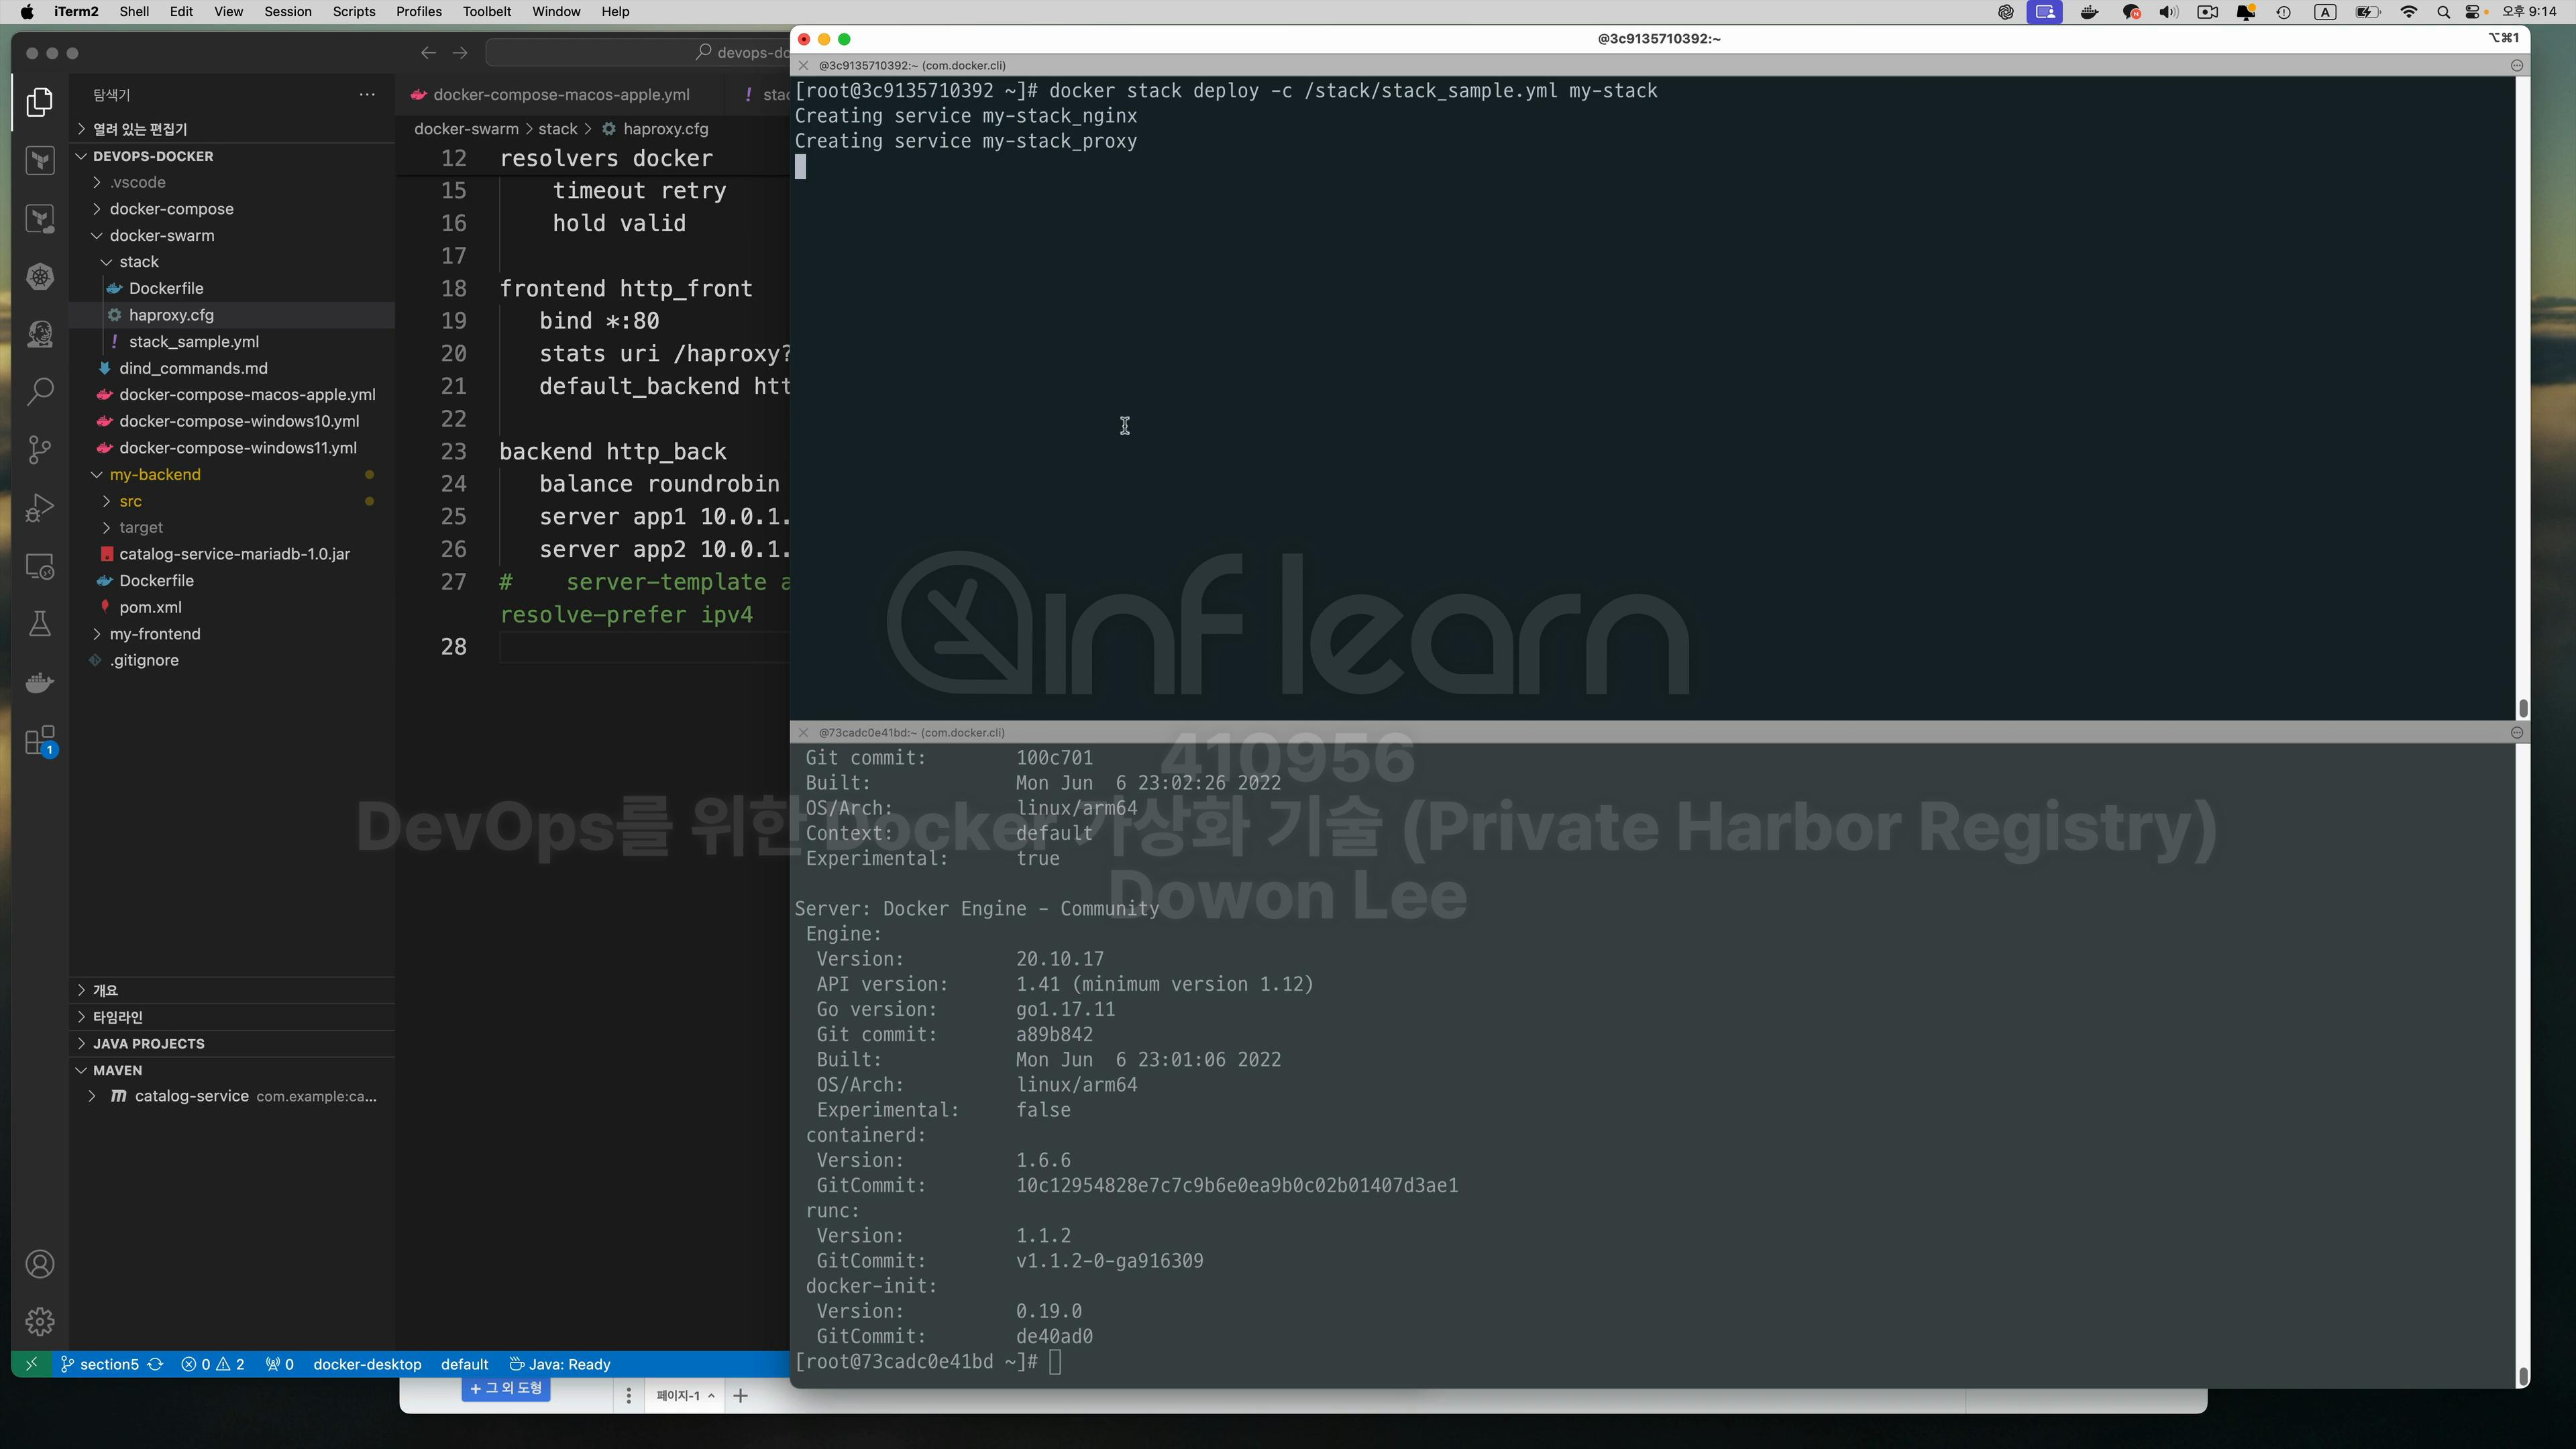 iTerm2 Shell Edit View Session Scripts Profiles Toolbelt Window Help
A
오후 9:14
devops-do
탐색기
열려 있는 편집기
DEVOPS-DOCKER
.vscode
docker-compose
docker-swarm
stack
Dockerfile
haproxy.cfg
stack_sample.yml
dind_commands.md
docker-compose-macos-apple.yml
docker-compose-windows10.yml
docker-compose-windows11.yml
my-backend
src
target
catalog-service-mariadb-1.0.jar
Dockerfile
pom.xml
my-frontend
.gitignore
1
개요
타임라인
JAVA PROJECTS
MAVEN
catalog-service com.example:ca...
section5 0 2 0 docker-desktop default Java: Ready
docker-compose-macos-apple.yml ! stac
docker-swarm > stack > haproxy.cfg
12 resolvers docker
15 timeout retry
16 hold valid
17
18 frontend http_front
19 bind *:80
20 stats uri /haproxy?
21 default_backend htt
22
23 backend http_back
24 balance roundrobin
25 server app1 10.0.1.
26 server app2 10.0.1.
27 # server-template a
resolve-prefer ipv4
28
@3c9135710392:~
⌥⌘1
@3c9135710392:~ (com.docker.cli)
[root@3c9135710392 ~]# docker stack deploy -c /stack/stack_sample.yml my-stack
Creating service my-stack_nginx
Creating service my-stack_proxy
inflearn
@73cadc0e41bd:~ (com.docker.cli)
Git commit: 100c701
Built: Mon Jun 6 23:02:26 2022
OS/Arch: linux/arm64
Context: default
Experimental: true
Server: Docker Engine - Community
Engine:
Version: 20.10.17
API version: 1.41 (minimum version 1.12)
Go version: go1.17.11
Git commit: a89b842
Built: Mon Jun 6 23:01:06 2022
OS/Arch: linux/arm64
Experimental: false
containerd:
Version: 1.6.6
GitCommit: 10c12954828e7c7c9b6e0ea9b0c02b01407d3ae1
runc:
Version: 1.1.2
GitCommit: v1.1.2-0-ga916309
docker-init:
Version: 0.19.0
GitCommit: de40ad0
[root@73cadc0e41bd ~]#
410956
DevOps를 위한 Docker 가상화 기술 (Private Harbor Registry)
Dowon Lee
+ 그 외 도형
페이지-1